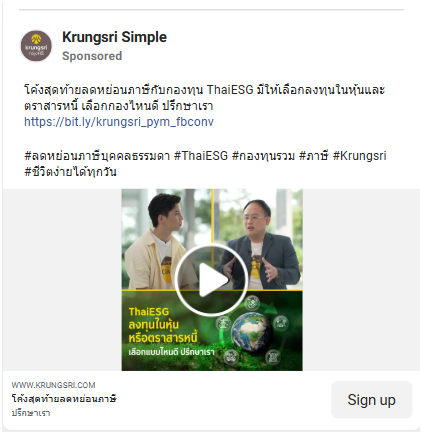 krungsri
กรุงศรี
Krungsri Simple
Sponsored
โค้งสุดท้ายลดหย่อนภาษีกับกองทุน ThaiESG มีให้เลือกลงทุนในหุ้นและ
ตราสารหนี้ เลือกกองไหนดี ปรึกษาเรา
https://bit.ly/krungsri_pym_fbconv
#ลดหย่อนภาษีบุคคลธรรมดา #ThaiESG #กองทุนรวม #ภาษี #Krungsri
#ชีวิตง่ายได้ทุกวัน
ThaiESG
ลงทุนในหุ้น
หรือตราสารหนี้
เลือกแบบไหนดี ปรึกษาเรา
WWW.KRUNGSRI.COM
โค้งสุดท้ายลดหย่อนภาษี
ปรึกษาเรา
Sign up